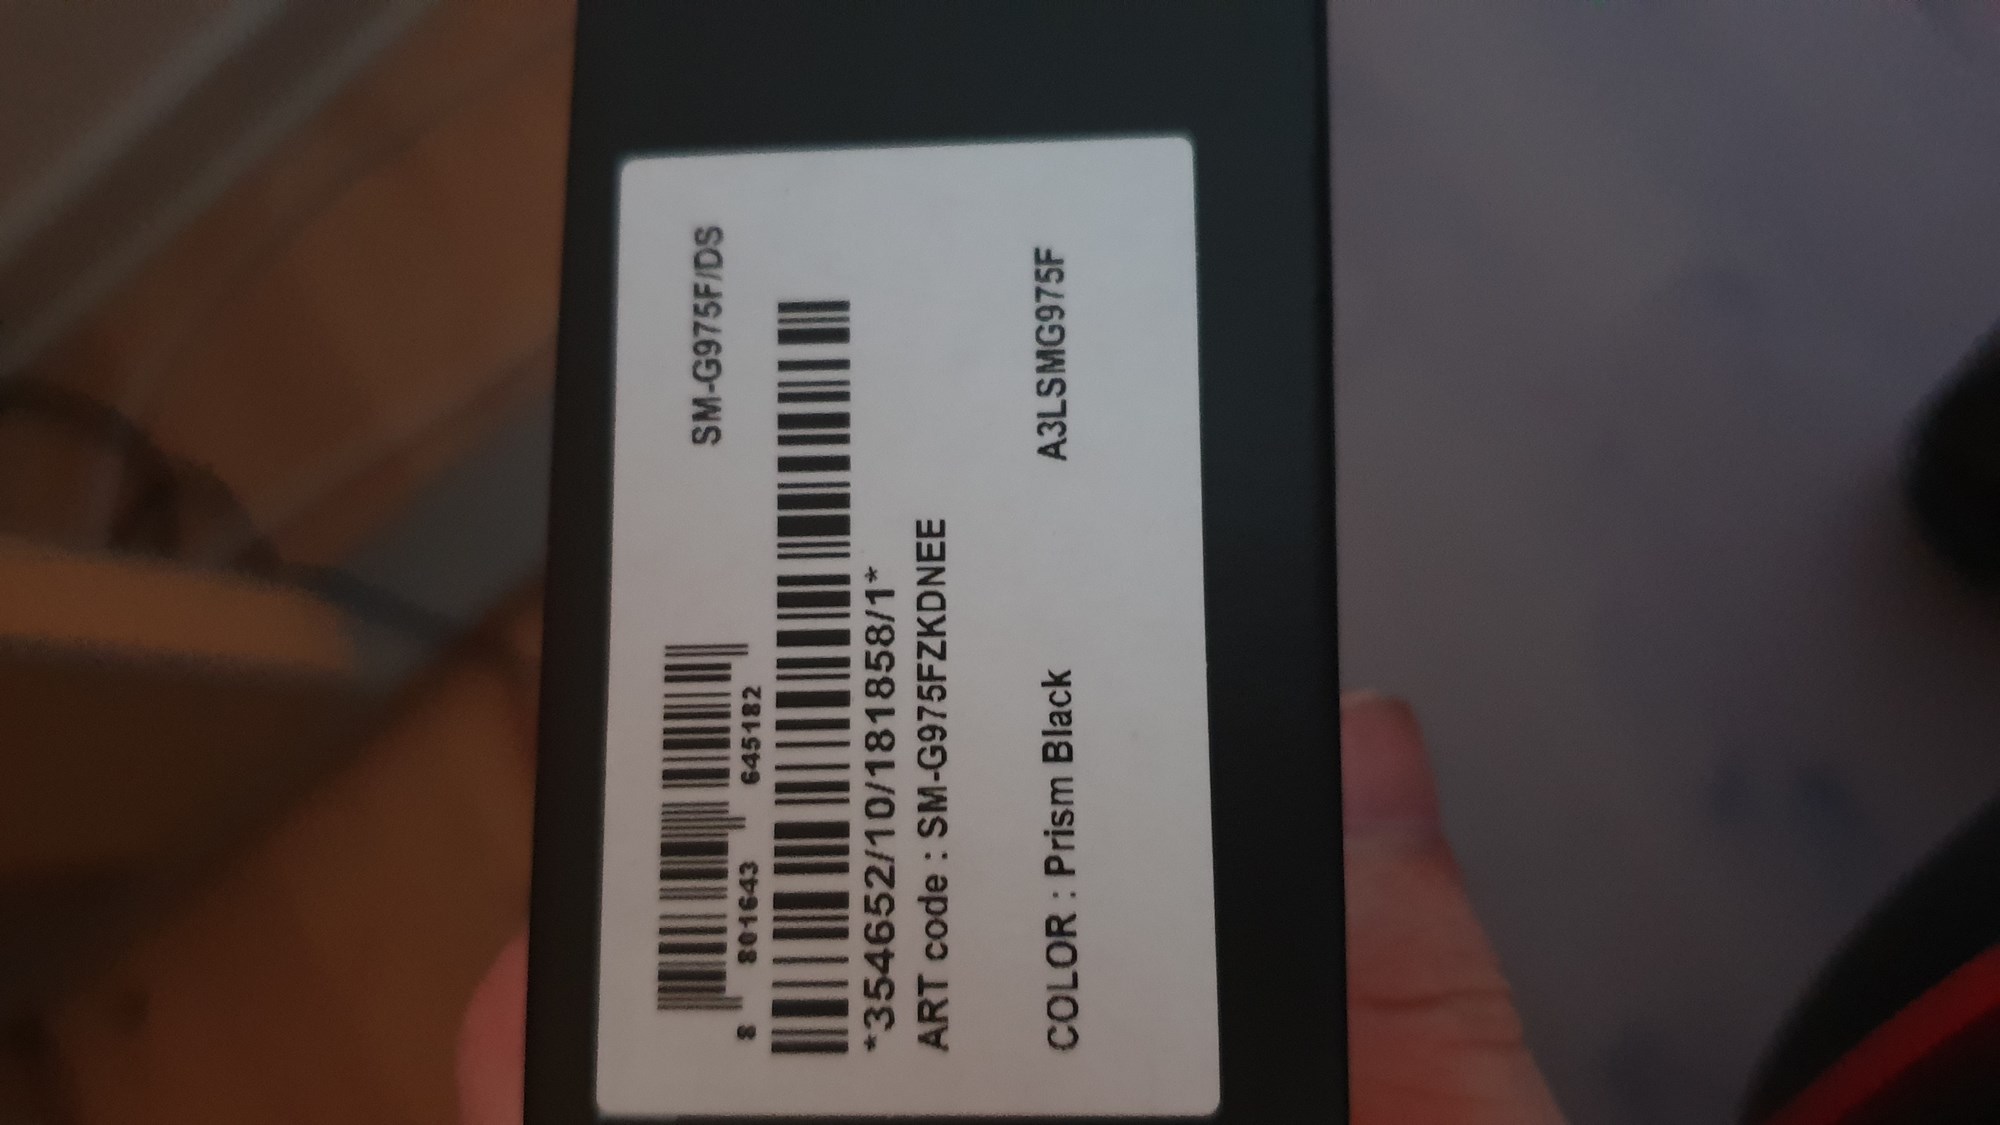 SM-G975F/DS
8 801643 645182
*354652/10/181858/1*
ART code : SM-G975FZKDNEE
COLOR : Prism Black A3LSMG975F